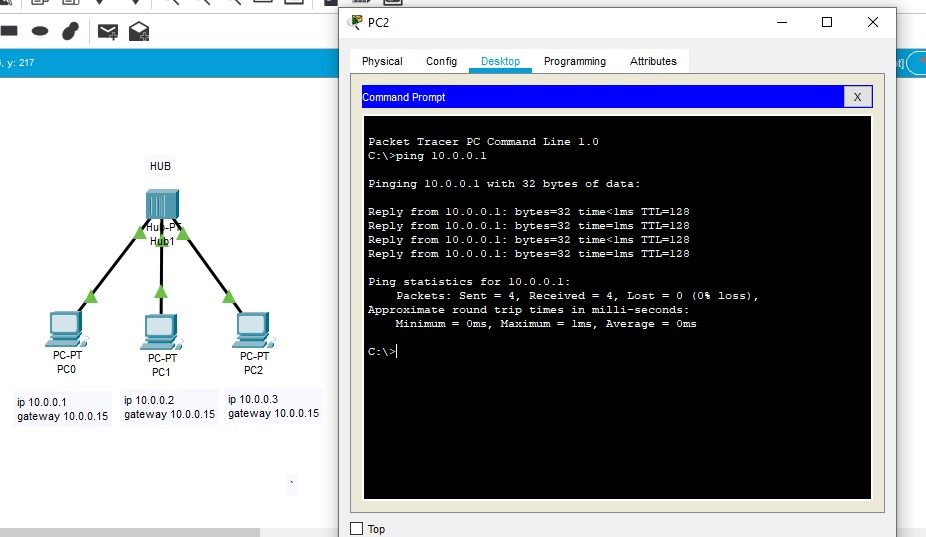 y: 217
HUB
Hub-PT
Hub1
PC-PT
PC0
PC-PT
PC1
PC-PT
PC2
ip 10.0.0.1
gateway 10.0.0.15
ip 10.0.0.2
gateway 10.0.0.15
ip 10.0.0.3
gateway 10.0.0.15
`
PC2
Physical
Config
Desktop
Programming
Attributes
Command Prompt
X
Packet Tracer PC Command Line 1.0
C:\>ping 10.0.0.1
Pinging 10.0.0.1 with 32 bytes of data:
Reply from 10.0.0.1: bytes=32 time<1ms TTL=128
Reply from 10.0.0.1: bytes=32 time=1ms TTL=128
Reply from 10.0.0.1: bytes=32 time<1ms TTL=128
Reply from 10.0.0.1: bytes=32 time=1ms TTL=128
Ping statistics for 10.0.0.1:
Packets: Sent = 4, Received = 4, Lost = 0 (0% loss),
Approximate round trip times in milli-seconds:
Minimum = 0ms, Maximum = 1ms, Average = 0ms
C:\>
Top